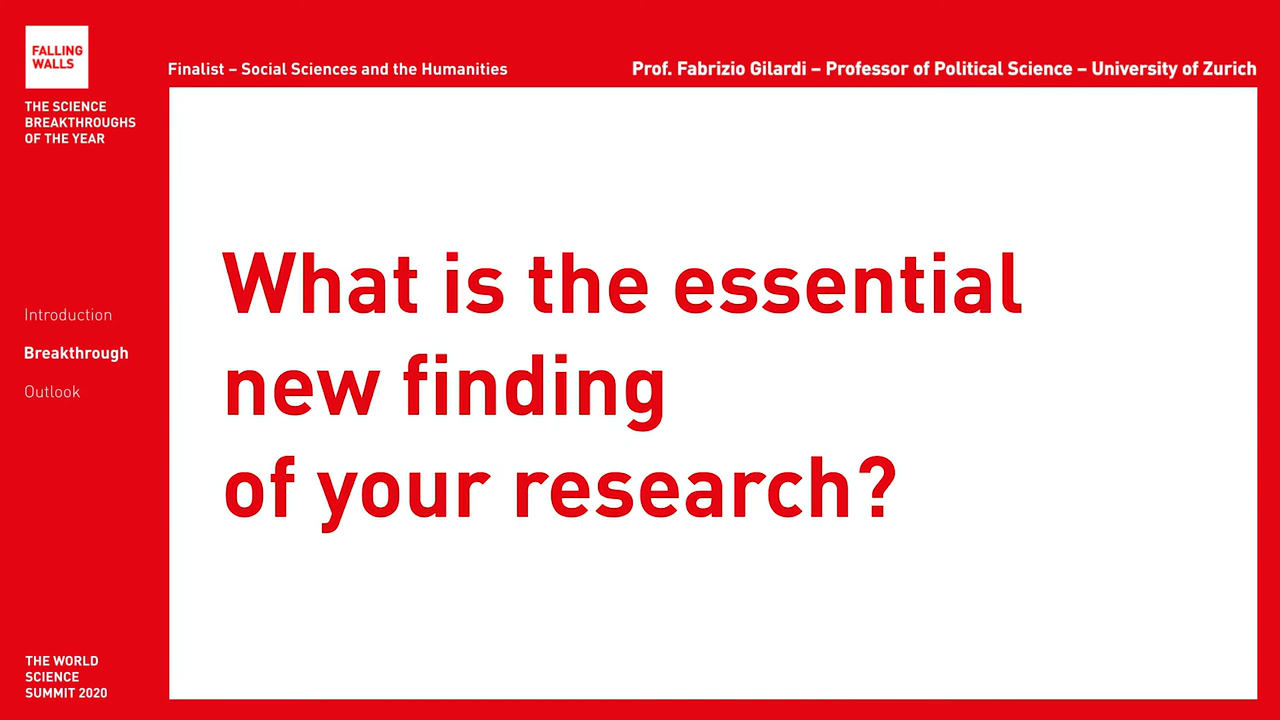 FALLING
WALLS
THE SCIENCE
BREAKTHROUGHS
OF THE YEAR
Finalist – Social Sciences and the Humanities
Prof. Fabrizio Gilardi – Professor of Political Science – University of Zurich
Introduction
Breakthrough
Outlook
What is the essential
new finding
of your research?
THE WORLD
SCIENCE
SUMMIT 2020